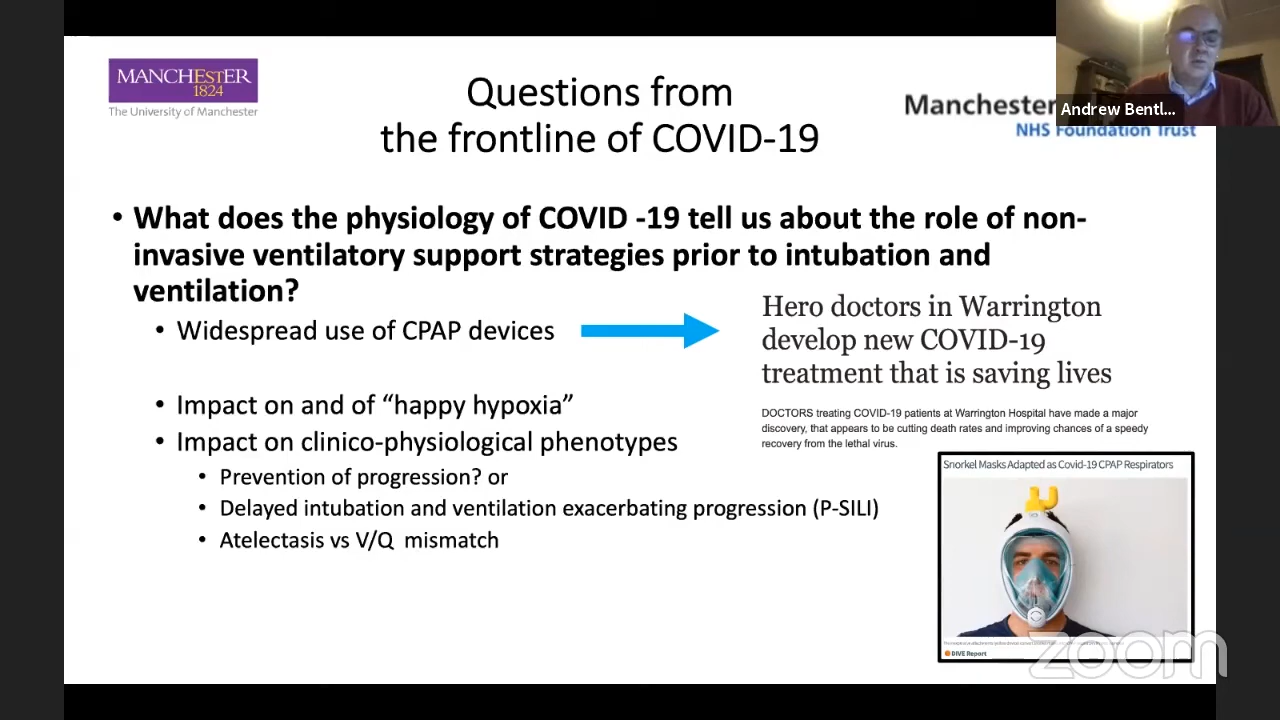 MANCHESTER
1824
The University of Manchester
Questions from
the frontline of COVID-19
Manchester
NHS Foundation Trust
Andrew Bentl...
• What does the physiology of COVID -19 tell us about the role of non-
invasive ventilatory support strategies prior to intubation and
ventilation?
• Widespread use of CPAP devices
• Impact on and of “happy hypoxia”
• Impact on clinico-physiological phenotypes
• Prevention of progression? or
• Delayed intubation and ventilation exacerbating progression (P-SILI)
• Atelectasis vs V/Q mismatch
Hero doctors in Warrington
develop new COVID-19
treatment that is saving lives
DOCTORS treating COVID-19 patients at Warrington Hospital have made a major
discovery, that appears to be cutting death rates and improving chances of a speedy
recovery from the lethal virus.
Snorkel Masks Adapted as Covid-19 CPAP Respirators
DIVE Report
zoom